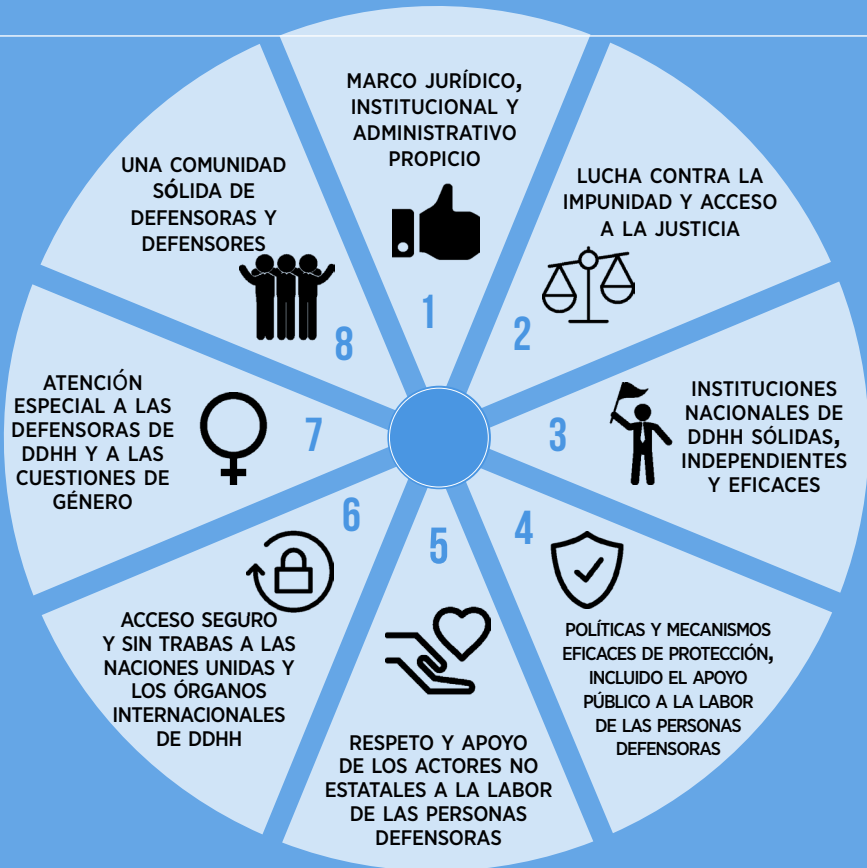 MARCO JURÍDICO,
INSTITUCIONAL Y
ADMINISTRATIVO
PROPICIO
1
LUCHA CONTRA LA
IMPUNIDAD Y ACCESO
A LA JUSTICIA
2
INSTITUCIONES
NACIONALES DE
DDHH SÓLIDAS,
INDEPENDIENTES
Y EFICACES
3
4
POLÍTICAS Y MECANISMOS
EFICACES DE PROTECCIÓN,
INCLUIDO EL APOYO
PÚBLICO A LA LABOR
DE LAS PERSONAS
DEFENSORAS
5
RESPETO Y APOYO
DE LOS ACTORES NO
ESTATALES A LA LABOR
DE LAS PERSONAS
DEFENSORAS
6
ACCESO SEGURO
Y SIN TRABAS A LAS
NACIONES UNIDAS Y
LOS ÓRGANOS
INTERNACIONALES
DE DDHH
7
ATENCIÓN
ESPECIAL A LAS
DEFENSORAS DE
DDHH Y A LAS
CUESTIONES DE
GÉNERO
UNA COMUNIDAD
SÓLIDA DE
DEFENSORAS Y
DEFENSORES
8